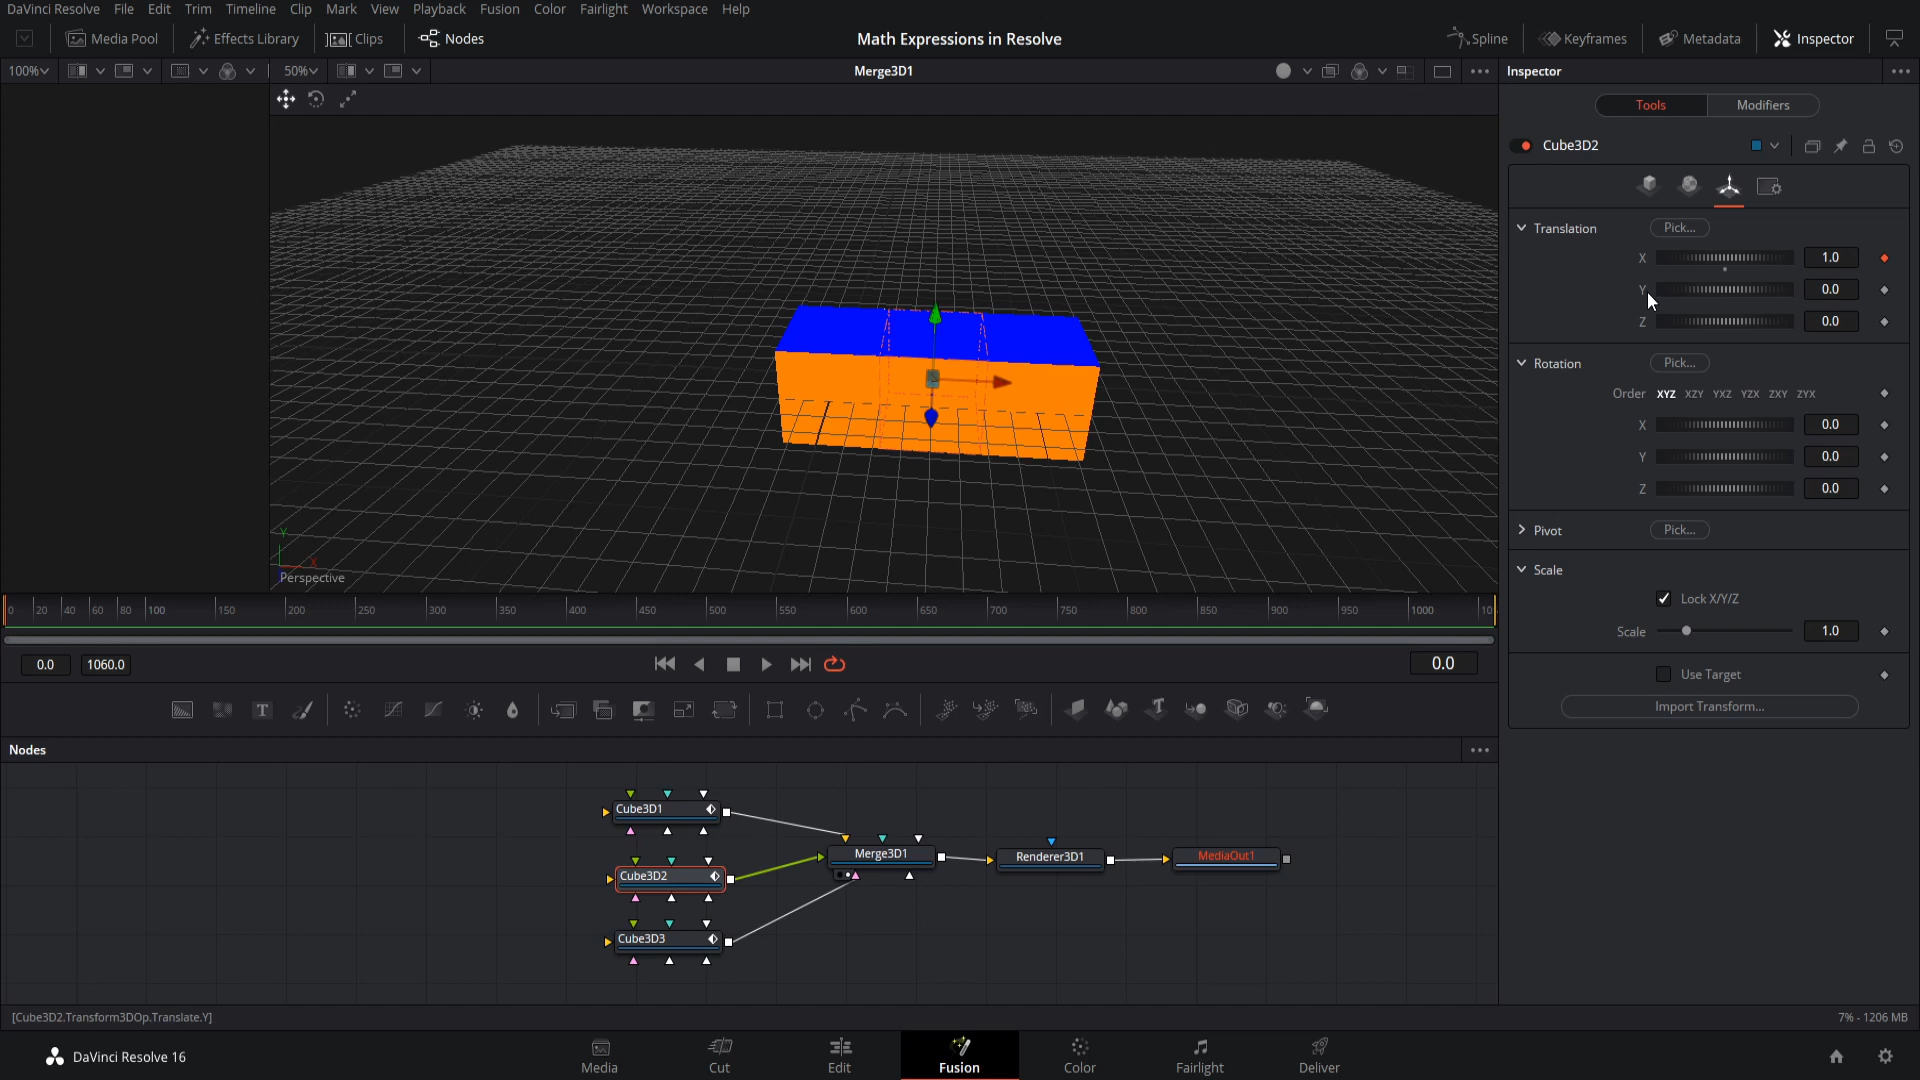 DaVinci Resolve File Edit Trim Timeline Clip Mark View Playback Fusion Color Fairlight Workspace Help
Media Pool Effects Library Clips Nodes Math Expressions in Resolve Spline Keyframes Metadata Inspector
100% 50% Merge3D1 Inspector
Tools Modifiers
Cube3D2
Translation Pick...
X 1.0
Y 0.0
Z 0.0
Rotation Pick...
Order XYZ XZY YXZ YZX ZXY ZYX
X 0.0
Y 0.0
Z 0.0
Pivot Pick...
Scale
Lock X/Y/Z
Scale 1.0
Use Target
Import Transform...
Y
X
Perspective
0 20 40 60 80 100 150 200 250 300 350 400 450 500 550 600 650 700 750 800 850 900 950 1000 10
0.0 1060.0 0.0
Nodes
Cube3D1
Cube3D2
Cube3D3
Merge3D1
Renderer3D1
MediaOut1
[Cube3D2.Transform3DOp.Translate.Y] 7% - 1206 MB
DaVinci Resolve 16 Media Cut Edit Fusion Color Fairlight Deliver